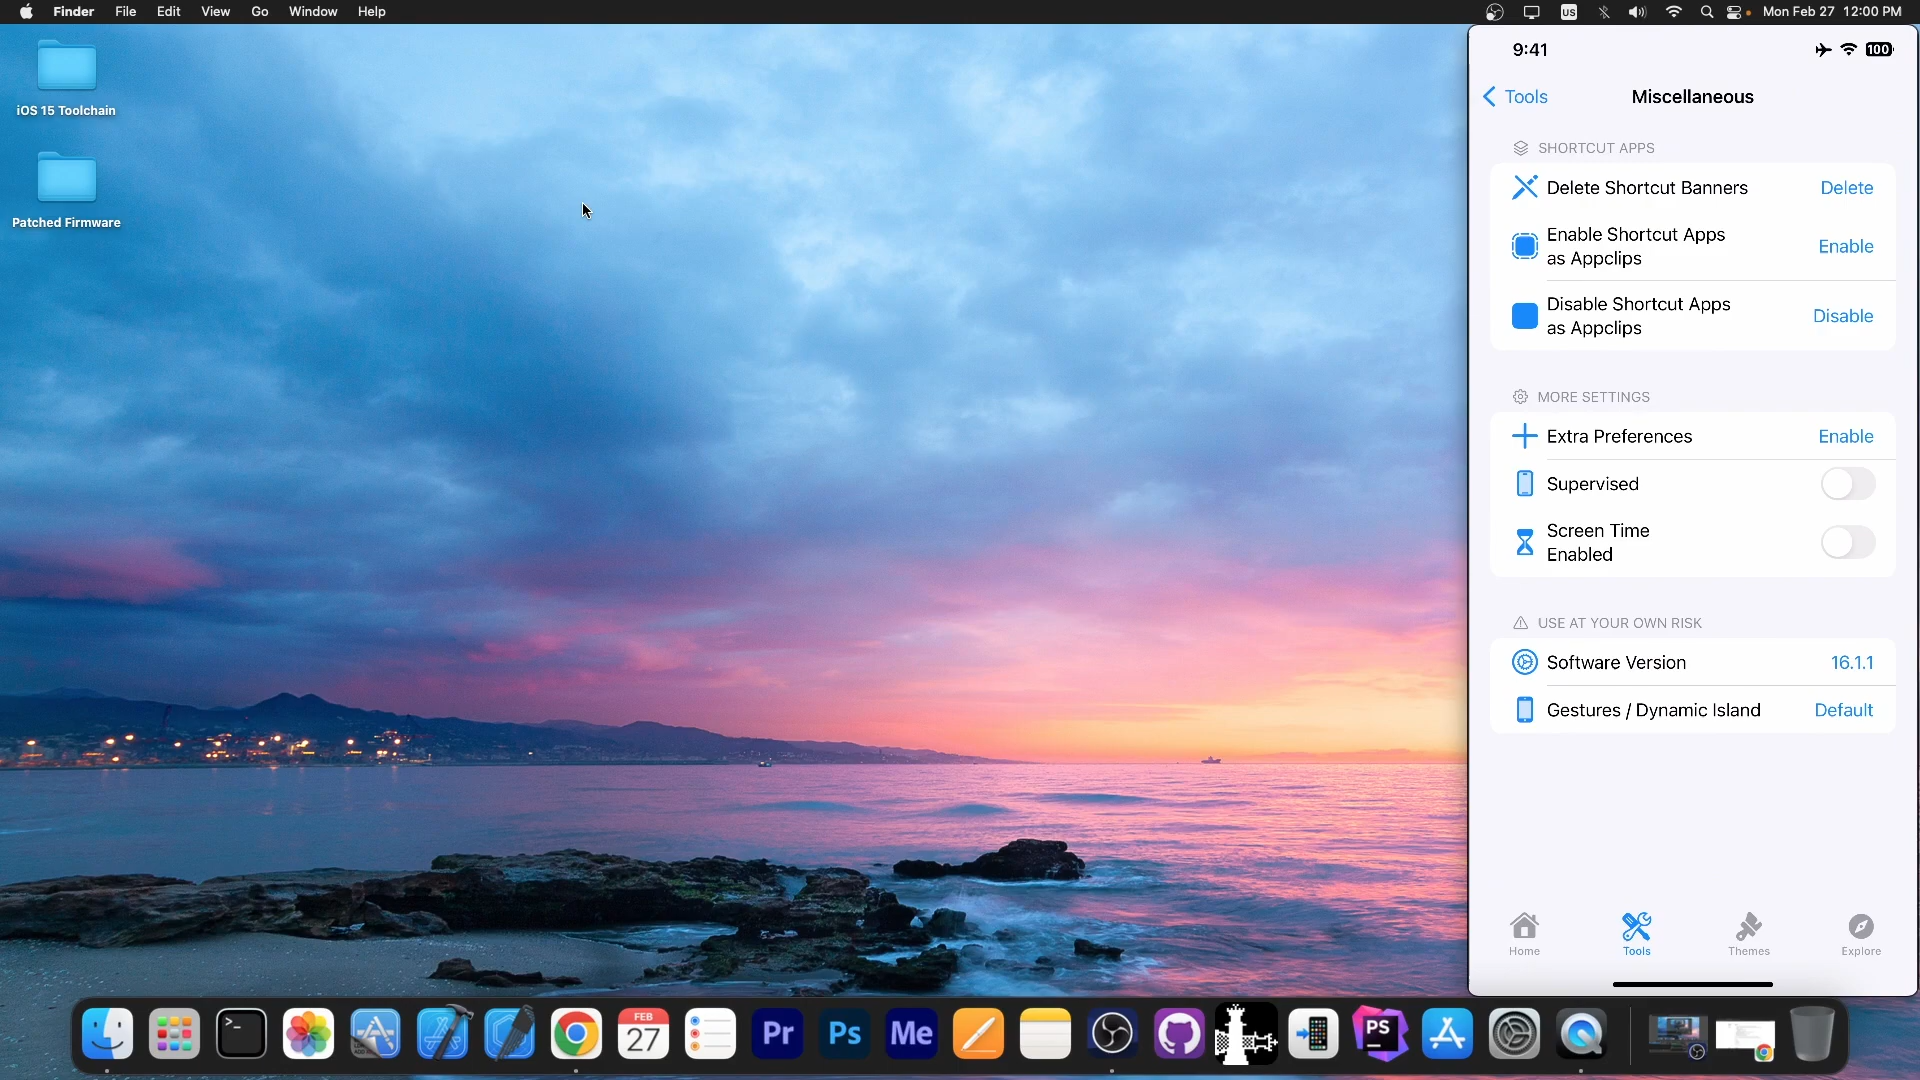 Finder File Edit View Go Window Help
US
Mon Feb 27 12:00 PM
iOS 15 Toolchain
Patched Firmware
9:41
100
Tools
Miscellaneous
SHORTCUT APPS
Delete Shortcut Banners
Delete
Enable Shortcut Apps
as Appclips
Enable
Disable Shortcut Apps
as Appclips
Disable
MORE SETTINGS
Extra Preferences
Enable
Supervised
Screen Time
Enabled
USE AT YOUR OWN RISK
Software Version
16.1.1
Gestures / Dynamic Island
Default
Home
Tools
Themes
Explore
>_
FEB
27
Pr
Ps
Me
PS